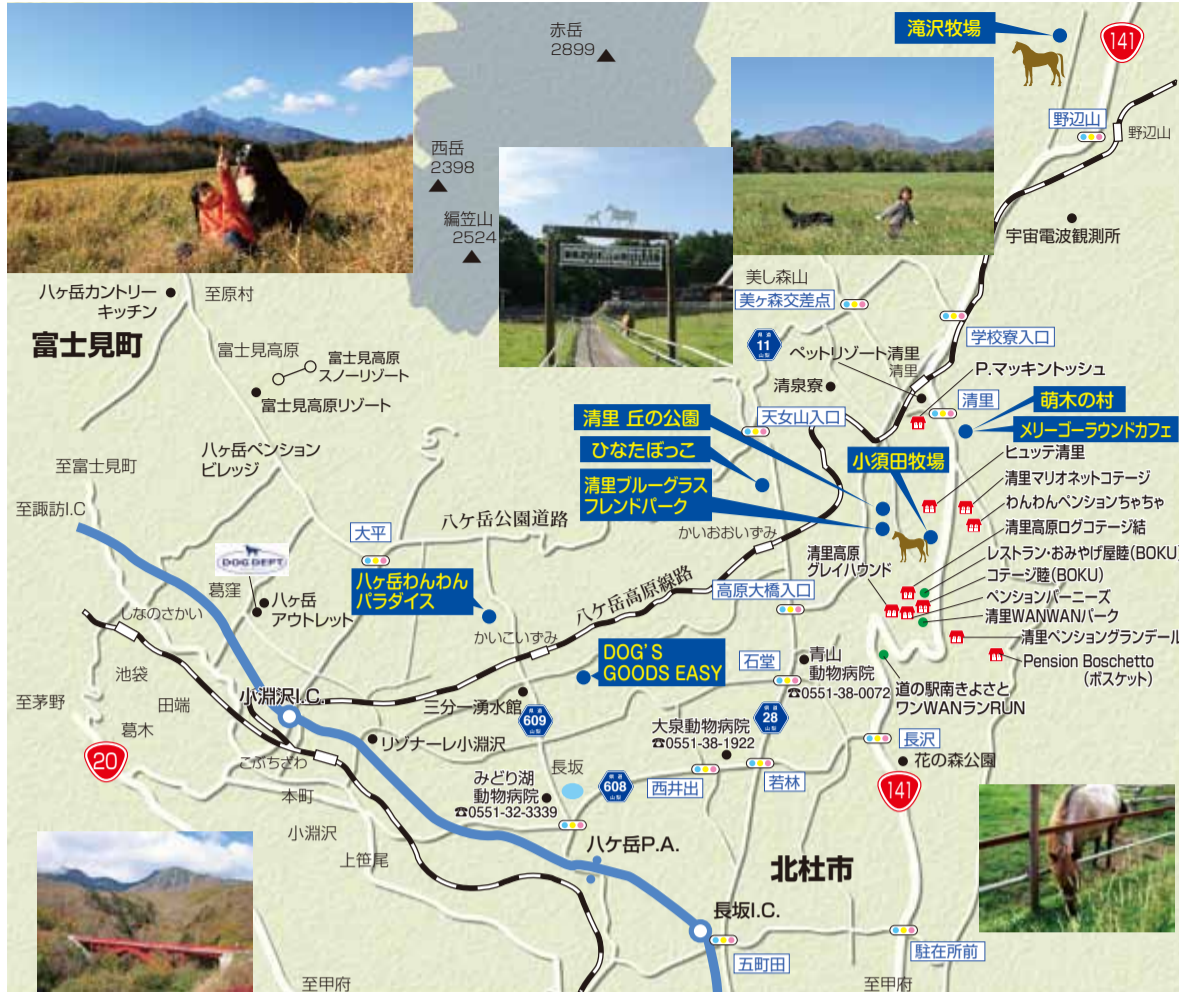 赤岳
2899
滝沢牧場
141
野辺山
野辺山
西岳
2398
編笠山
2524
宇宙電波観測所
八ヶ岳カントリー
キッチン
至原村
美し森山
美ヶ森交差点
富士見町
富士見高原
富士見高原
スノーリゾート
富士見高原リゾート
県道
11
山梨
学校寮入口
ペットリゾート清里
清里
P.マッキントッシュ
清泉寮
清里
天女山入口
清里 丘の公園
萌木の村
メリーゴーラウンドカフェ
八ヶ岳ペンション
ビレッジ
ひなたぼっこ
小須田牧場
ヒュッテ清里
至富士見町
清里ブルーグラス
フレンドパーク
清里マリオネットコテージ
わんわんペンションちゃちゃ
至諏訪I.C
大平
八ケ岳公園道路
かいおおいずみ
清里高原ログコテージ結
清里高原
グレイハウンド
レストラン・おみやげ屋陸(BOKU)
DOG DEPT
葛窪
八ヶ岳わんわん
パラダイス
八ケ岳高原線路
高原大橋入口
コテージ陸(BOKU)
ペンションバーニーズ
八ヶ岳
アウトレット
しなのさかい
清里WANWANパーク
かいこいずみ
清里ペンショングランデール
DOG'S
GOODS EASY
石堂
青山
動物病院
☎0551-38-0072
Pension Boschetto
(ボスケット)
池袋
田端
至茅野
葛木
小淵沢I.C.
三分一湧水館
道の駅南きよさと
ワンWANランRUN
県道
609
山梨
県道
28
山梨
大泉動物病院
☎0551-38-1922
リゾナーレ小淵沢
長沢
20
こぶちざわ
花の森公園
長坂
県道
608
山梨
西井出
若林
みどり湖
動物病院
☎0551-32-3339
141
本町
小淵沢
上笹尾
八ケ岳P.A.
北杜市
長坂I.C.
五町田
駐在所前
至甲府
至甲府